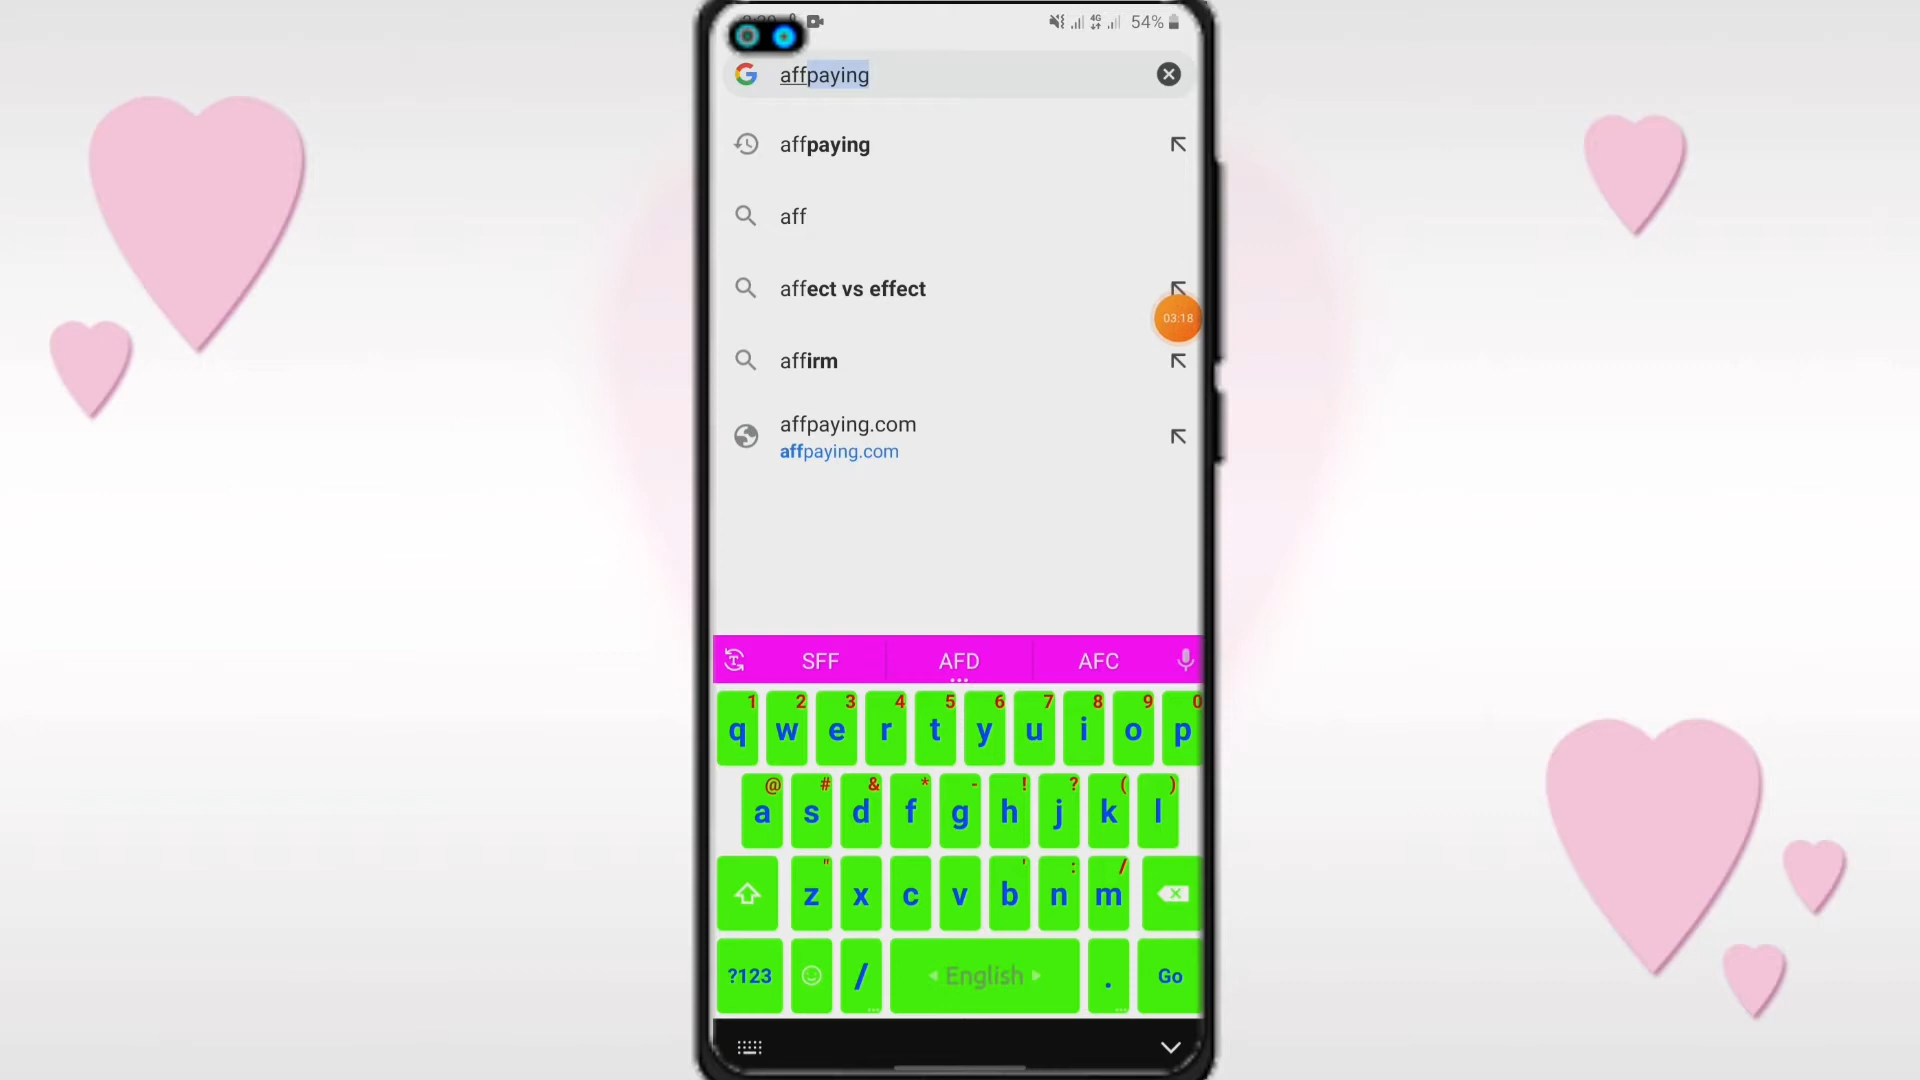 54%
affpaying
affpaying
aff
affect vs effect
affirm
affpaying.com
affpaying.com
03:18
SFF AFD AFC
1 2 3 4 5 6 7 8 9 0
q w e r t y u i o p
@ # & * - ! ? ( )
a s d f g h j k l
" ' : /
z x c v b n m
?123 / English . Go